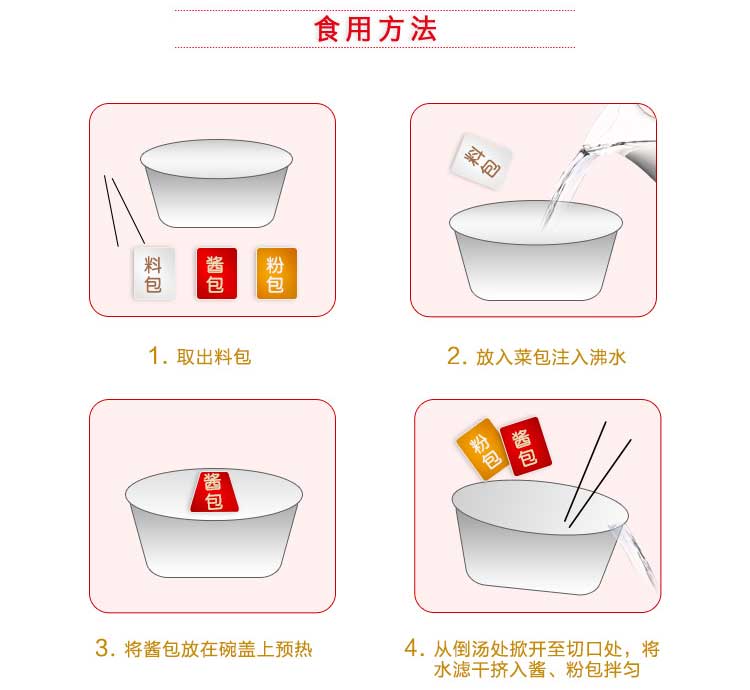 食用方法
料包
酱包
粉包
料包
1. 取出料包
2. 放入菜包注入沸水
酱包
粉包
酱包
3. 将酱包放在碗盖上预热
4. 从倒汤处掀开至切口处，将
水滤干挤入酱、粉包拌匀